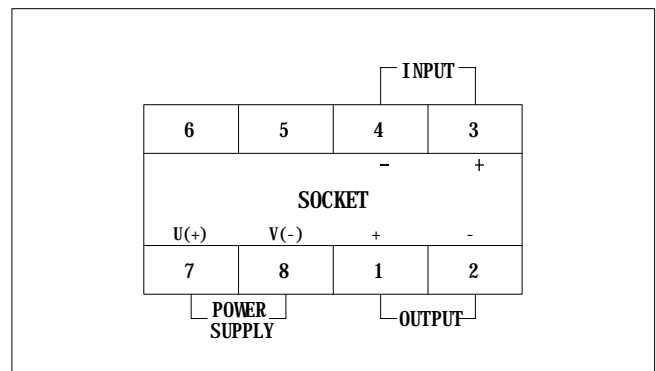 INPUT
6 5 4 3
− +
SOCKET
U(+) V(-) + -
7 8 1 2
POWER SUPPLY
OUTPUT